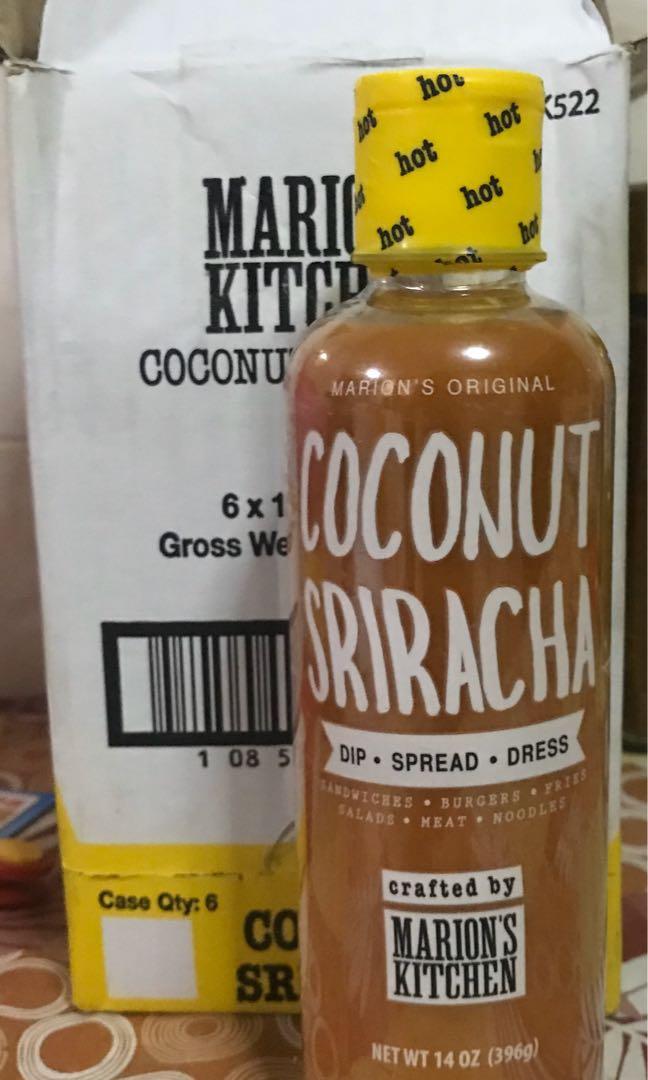 K522
MARIO
KITCH
COCONUT
6 x 1
Gross We
1 08 5
Case Qty: 6
CO
SR
hot
hot
hot
hot
hot
hot
hot
MARION'S ORIGINAL
COCONUT
SRIRACHA
DIP • SPREAD • DRESS
SANDWICHES • BURGERS • FRIES
SALADS • MEAT • NOODLES
crafted by
MARION'S
KITCHEN
NET WT 14 OZ (396g)